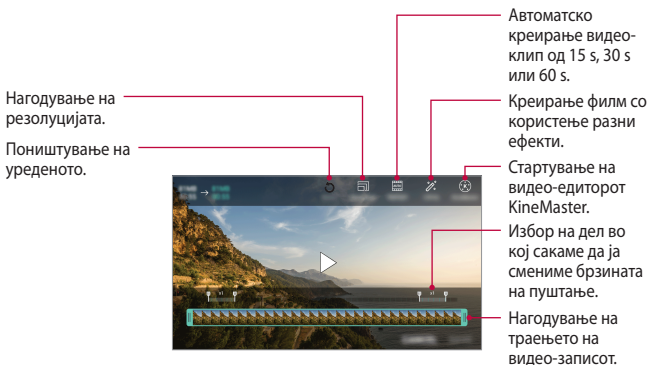 Нагодување на
резолуцијата.
Поништување на
уреденото.
Автоматско
креирање видео-
клип од 15 s, 30 s
или 60 s.
Креирање филм со
користење разни
ефекти.
Стартување на
видео-едиторот
KineMaster.
Избор на дел во
кој сакаме да ја
смениме брзината
на пуштање.
Нагодување на
траењето на
видео-записот.